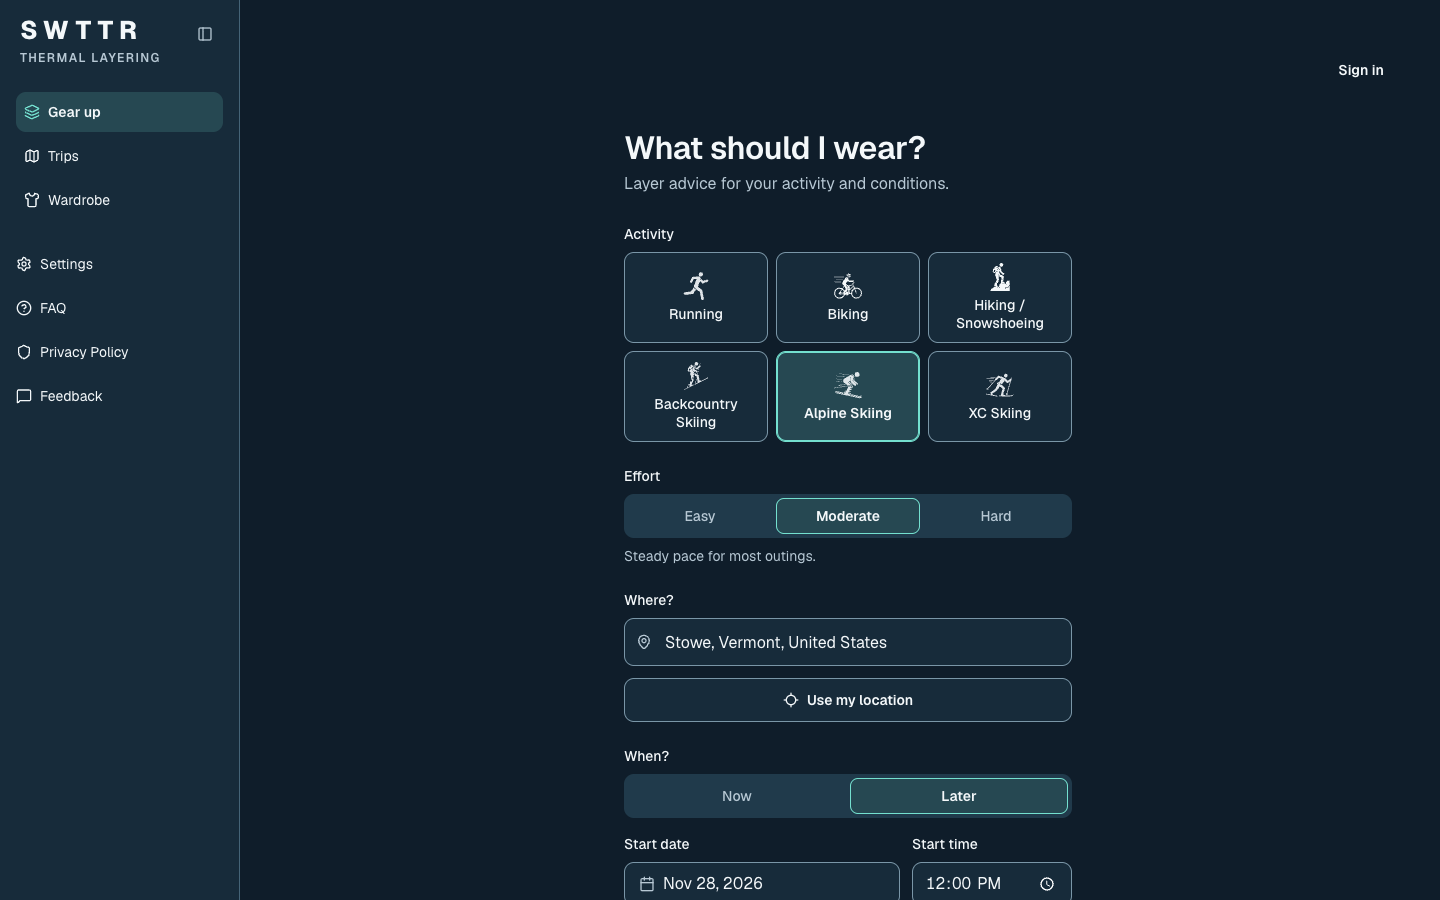 SWTTR
THERMAL LAYERING
Gear up
Trips
Wardrobe
Settings
FAQ
Privacy Policy
Feedback
Sign in
What should I wear?
Layer advice for your activity and conditions.
Activity
Running
Biking
Hiking /
Snowshoeing
Backcountry
Skiing
Alpine Skiing
XC Skiing
Effort
Easy
Moderate
Hard
Steady pace for most outings.
Where?
Stowe, Vermont, United States
Use my location
When?
Now
Later
Start date
Start time
Nov 28, 2026
12:00 PM